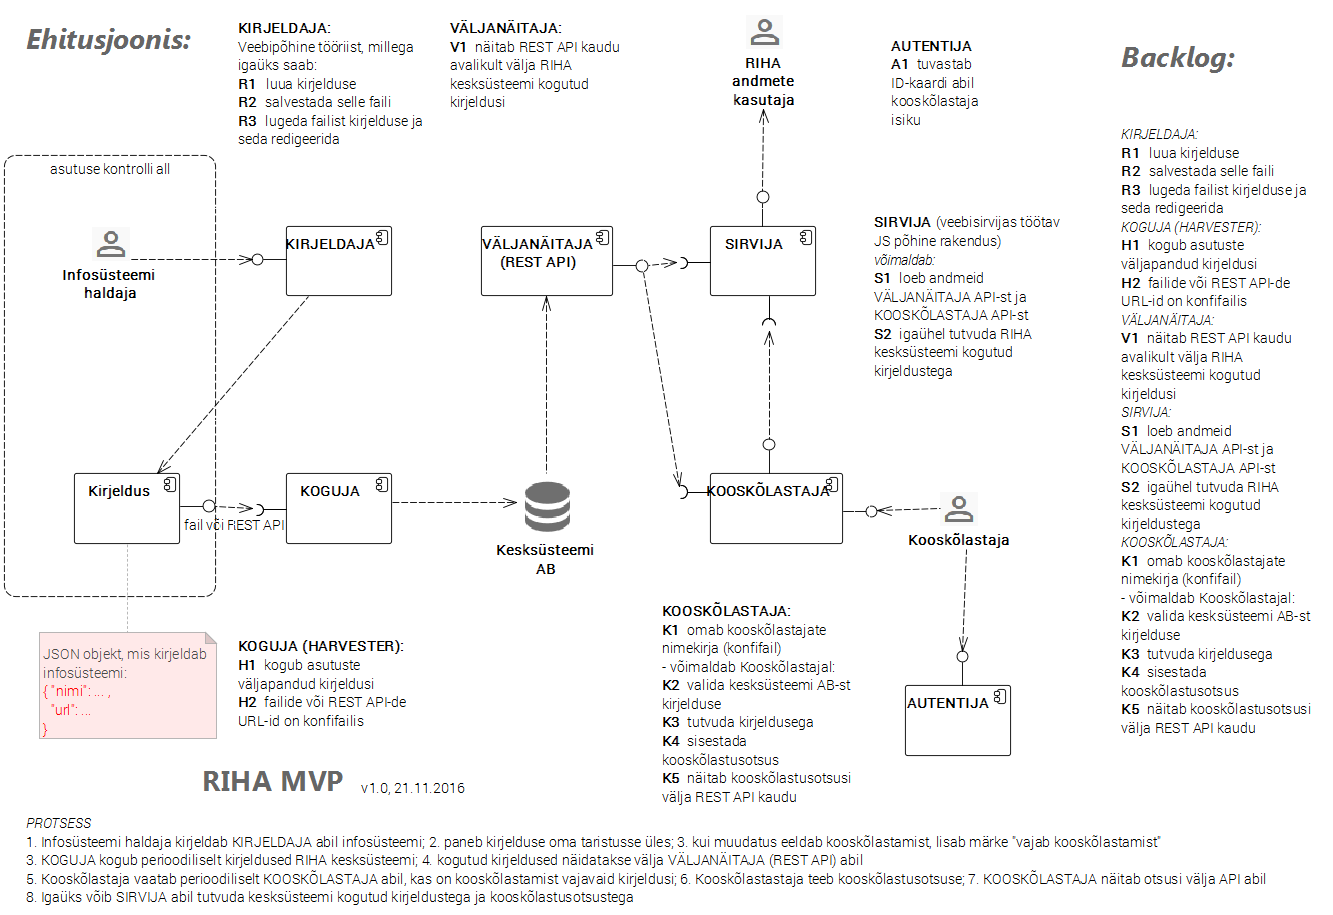 Ehitusjoonis:
KIRJELDAJA:
Veebipõhine tööriist, millega
igaüks saab:
R1 luua kirjelduse
R2 salvestada selle faili
R3 lugeda failist kirjelduse ja
seda redigeerida
VÄLJANÄITAJA:
V1 näitab REST API kaudu
avalikult välja RIHA
kesksüsteemi kogutud
kirjeldusi
RIHA
andmete
kasutaja
AUTENTIJA
A1 tuvastab
ID-kaardi abil
kooskõlastaja
isiku
Backlog:
KIRJELDAJA:
R1 luua kirjelduse
R2 salvestada selle faili
R3 lugeda failist kirjelduse ja
seda redigeerida
KOGUJA (HARVESTER):
H1 kogub asutuste
väljapandud kirjeldusi
H2 failide või REST API-de
URL-id on konfifailis
VÄLJANÄITAJA:
V1 näitab REST API kaudu
avalikult välja RIHA
kesksüsteemi kogutud
kirjeldusi
SIRVIJA:
S1 loeb andmeid
VÄLJANÄITAJA API-st ja
KOOSKÕLASTAJA API-st
S2 igaühel tutvuda RIHA
kesksüsteemi kogutud
kirjeldustega
KOOSKÕLASTAJA:
K1 omab kooskõlastajate
nimekirja (konfifail)
- võimaldab Kooskõlastajal:
K2 valida kesksüsteemi AB-st
kirjelduse
K3 tutvuda kirjeldusega
K4 sisestada
kooskõlastusotsus
K5 näitab kooskõlastusotsusi
välja REST API kaudu
asutuse kontrolli all
Infosüsteemi
haldaja
KIRJELDAJA
VÄLJANÄITAJA
(REST API)
SIRVIJA
SIRVIJA (veebisirvijas töötav
JS põhine rakendus)
võimaldab:
S1 loeb andmeid
VÄLJANÄITAJA API-st ja
KOOSKÕLASTAJA API-st
S2 igaühel tutvuda RIHA
kesksüsteemi kogutud
kirjeldustega
Kirjeldus
fail või REST API
KOGUJA
Kesksüsteemi
AB
KOOSKÕLASTAJA
Kooskõlastaja
AUTENTIJA
JSON objekt, mis kirjeldab
infosüsteemi:
{ "nimi": ... ,
"url": ...
}
KOGUJA (HARVESTER):
H1 kogub asutuste
väljapandud kirjeldusi
H2 failide või REST API-de
URL-id on konfifailis
KOOSKÕLASTAJA:
K1 omab kooskõlastajate
nimekirja (konfifail)
- võimaldab Kooskõlastajal:
K2 valida kesksüsteemi AB-st
kirjelduse
K3 tutvuda kirjeldusega
K4 sisestada
kooskõlastusotsus
K5 näitab kooskõlastusotsusi
välja REST API kaudu
RIHA MVP v1.0, 21.11.2016
PROTSESS
1. Infosüsteemi haldaja kirjeldab KIRJELDAJA abil infosüsteemi; 2. paneb kirjelduse oma taristusse üles; 3. kui muudatus eeldab kooskõlastamist, lisab märke "vajab kooskõlastamist"
3. KOGUJA kogub perioodiliselt kirjeldused RIHA kesksüsteemi; 4. kogutud kirjeldused näidatakse välja VÄLJANÄITAJA (REST API) abil
5. Kooskõlastaja vaatab perioodiliselt KOOSKÕLASTAJA abil, kas on kooskõlastamist vajavaid kirjeldusi; 6. Kooskõlastastaja teeb kooskõlastusotsuse; 7. KOOSKÕLASTAJA näitab otsusi välja API abil
8. Igaüks võib SIRVIJA abil tutvuda kesksüsteemi kogutud kirjeldustega ja kooskõlastusotsustega